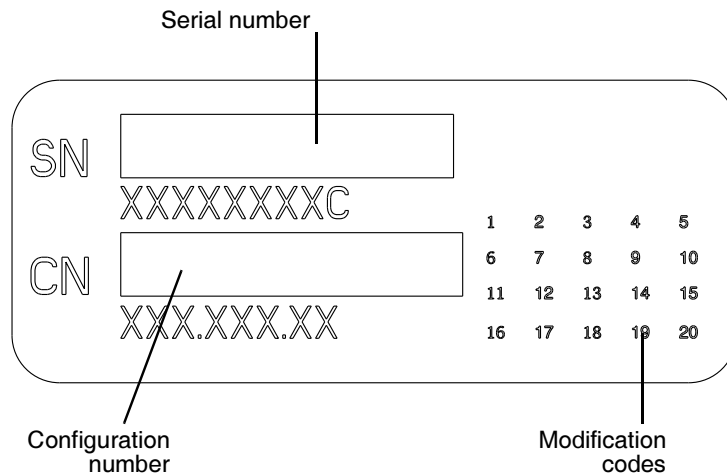 Serial number
SN
XXXXXXXXC
CN
XXX.XXX.XX
1 2 3 4 5
6 7 8 9 10
11 12 13 14 15
16 17 18 19 20
Configuration
number
Modification
codes